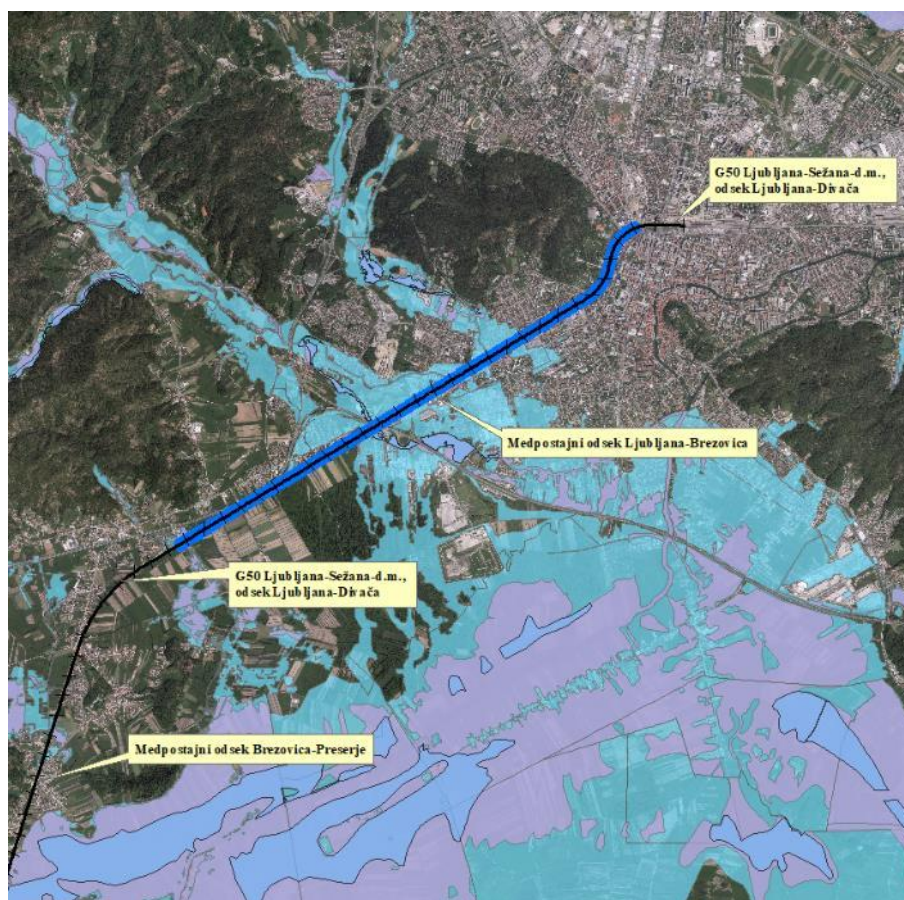 G50 Ljubljana-Sežana-d.m.,
odsek Ljubljana-Divača
Medpostajni odsek Ljubljana-Brezovica
G50 Ljubljana-Sežana-d.m.,
odsek Ljubljana-Divača
Medpostajni odsek Brezovica-Preserje